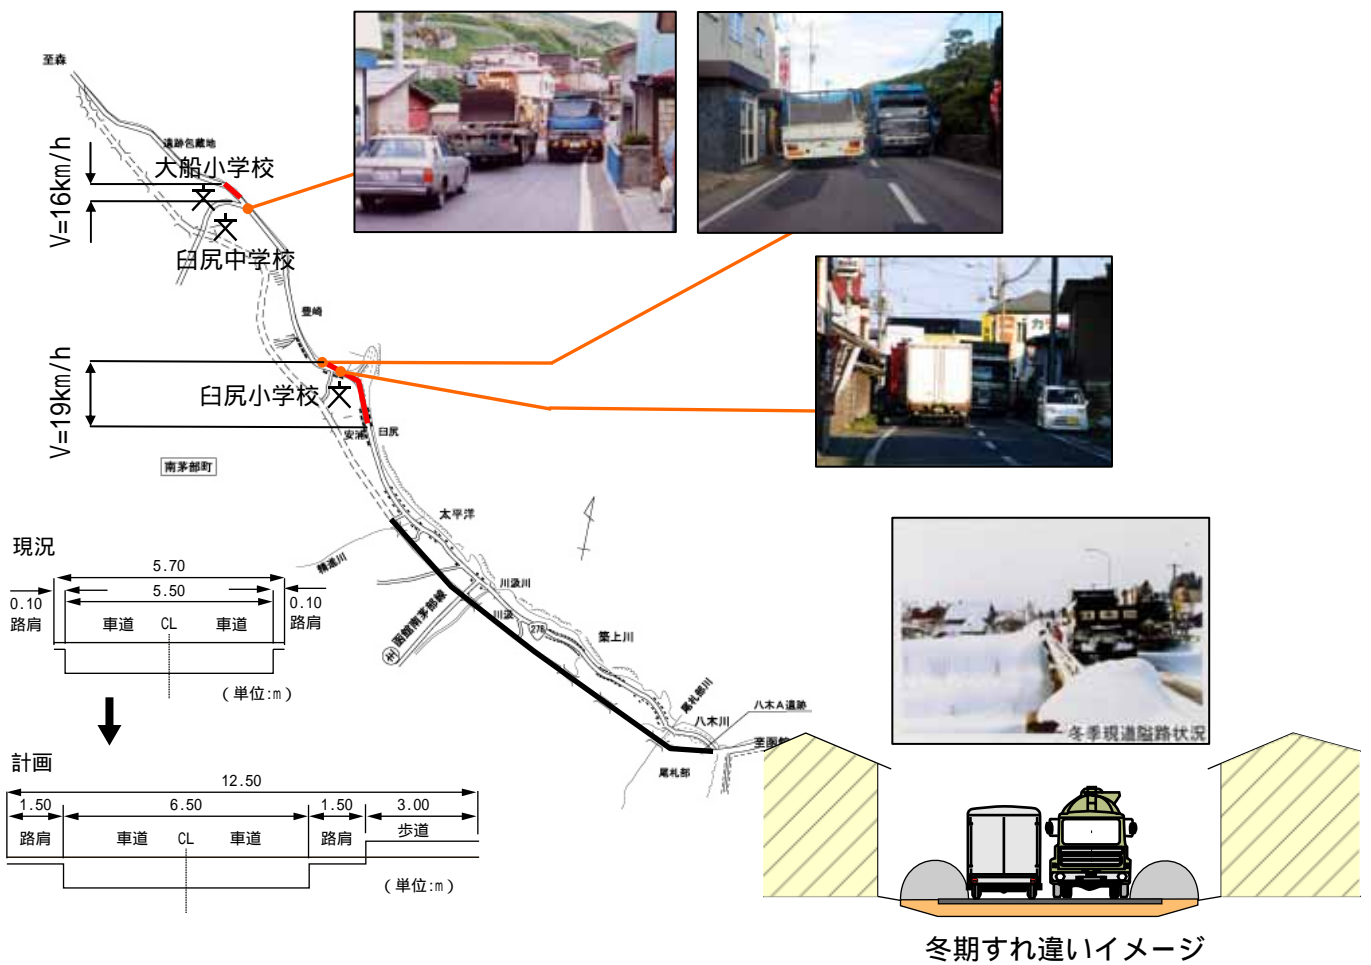 至森
遺跡包蔵地
大船小学校
V=16km/h
臼尻中学校
豊崎
V=19km/h
臼尻小学校
安浦
臼尻
南茅部町
カ
太平洋
精進川
川汲川
川汲
278
函館南茅部線
築上川
尾札部川
八木川
八木A遺跡
至函館
尾札部
現況
5.70
5.50
0.10
路肩
車道
CL
車道
0.10
路肩
(単位:m)
計画
12.50
1.50
6.50
1.50
3.00
路肩
車道
CL
車道
路肩
歩道
(単位:m)
冬季現道隘路状況
冬期すれ違いイメージ